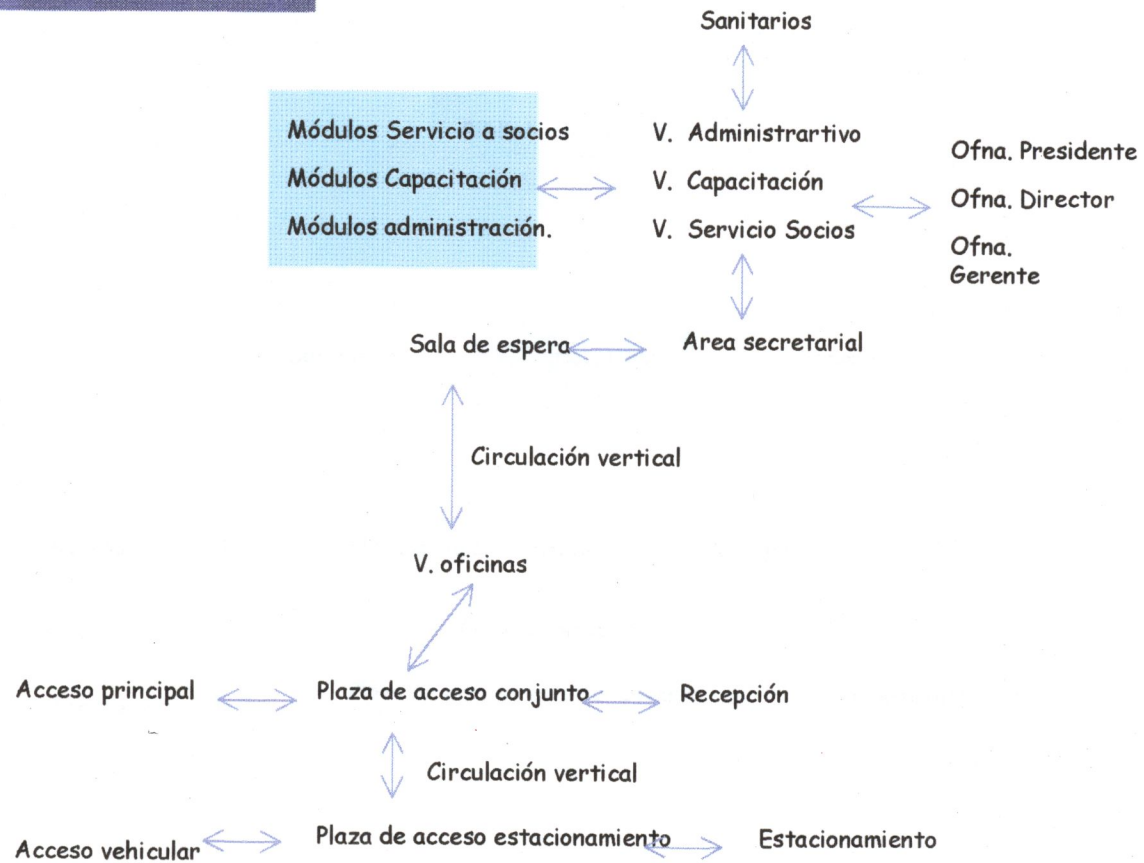 Sanitarios
Módulos Servicio a socios
Módulos Capacitación
Módulos administración.
V. Administrartivo
V. Capacitación
V. Servicio Socios
Ofna. Presidente
Ofna. Director
Ofna.
Gerente
Sala de espera
Area secretarial
Circulación vertical
V. oficinas
Acceso principal
Plaza de acceso conjunto
Recepción
Circulación vertical
Acceso vehicular
Plaza de acceso estacionamiento
Estacionamiento